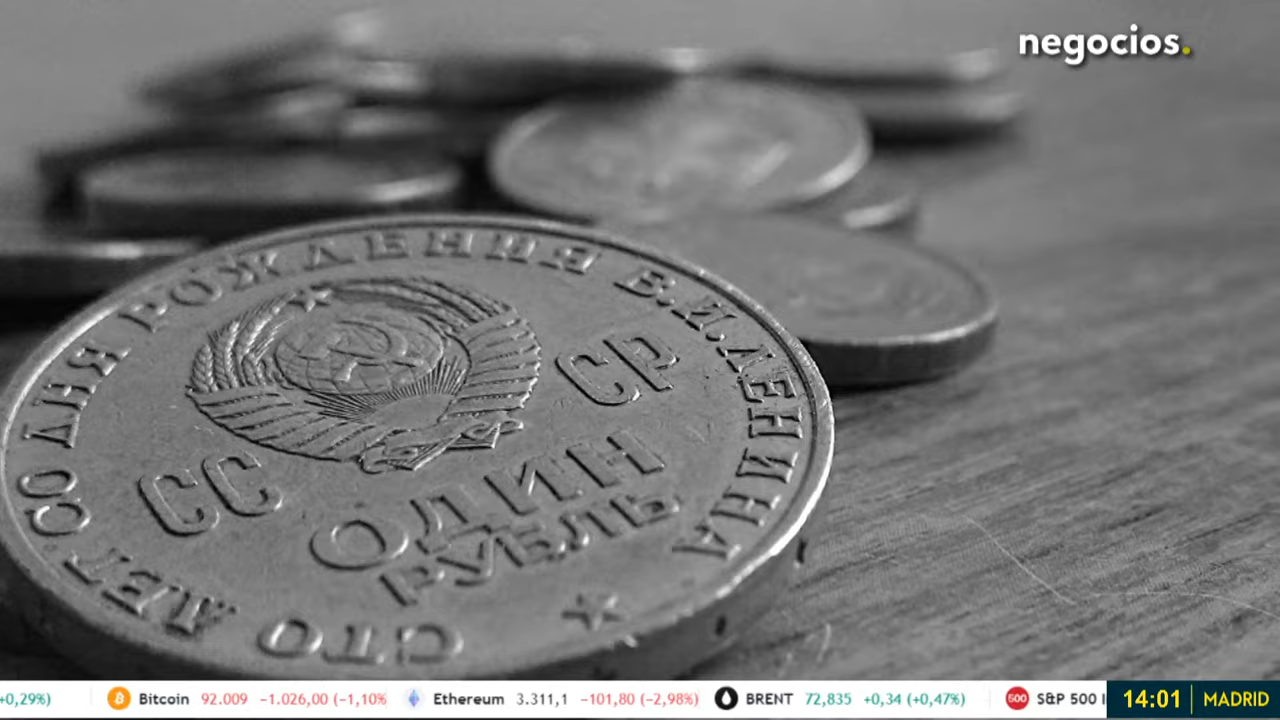 negocios.
СТО ЛЕТ СО ДНЯ РОЖДЕНИЯ В.И.ЛЕНИНА
СС СР
ОДИН
РУБЛЬ
+0,29%) Bitcoin 92.009 −1.026,00 (−1,10% Ethereum 3.311,1 −101,80 (−2,98%) BRENT 72,835 +0,34 (+0,47%) 500 S&P 500 I 14:01 MADRID